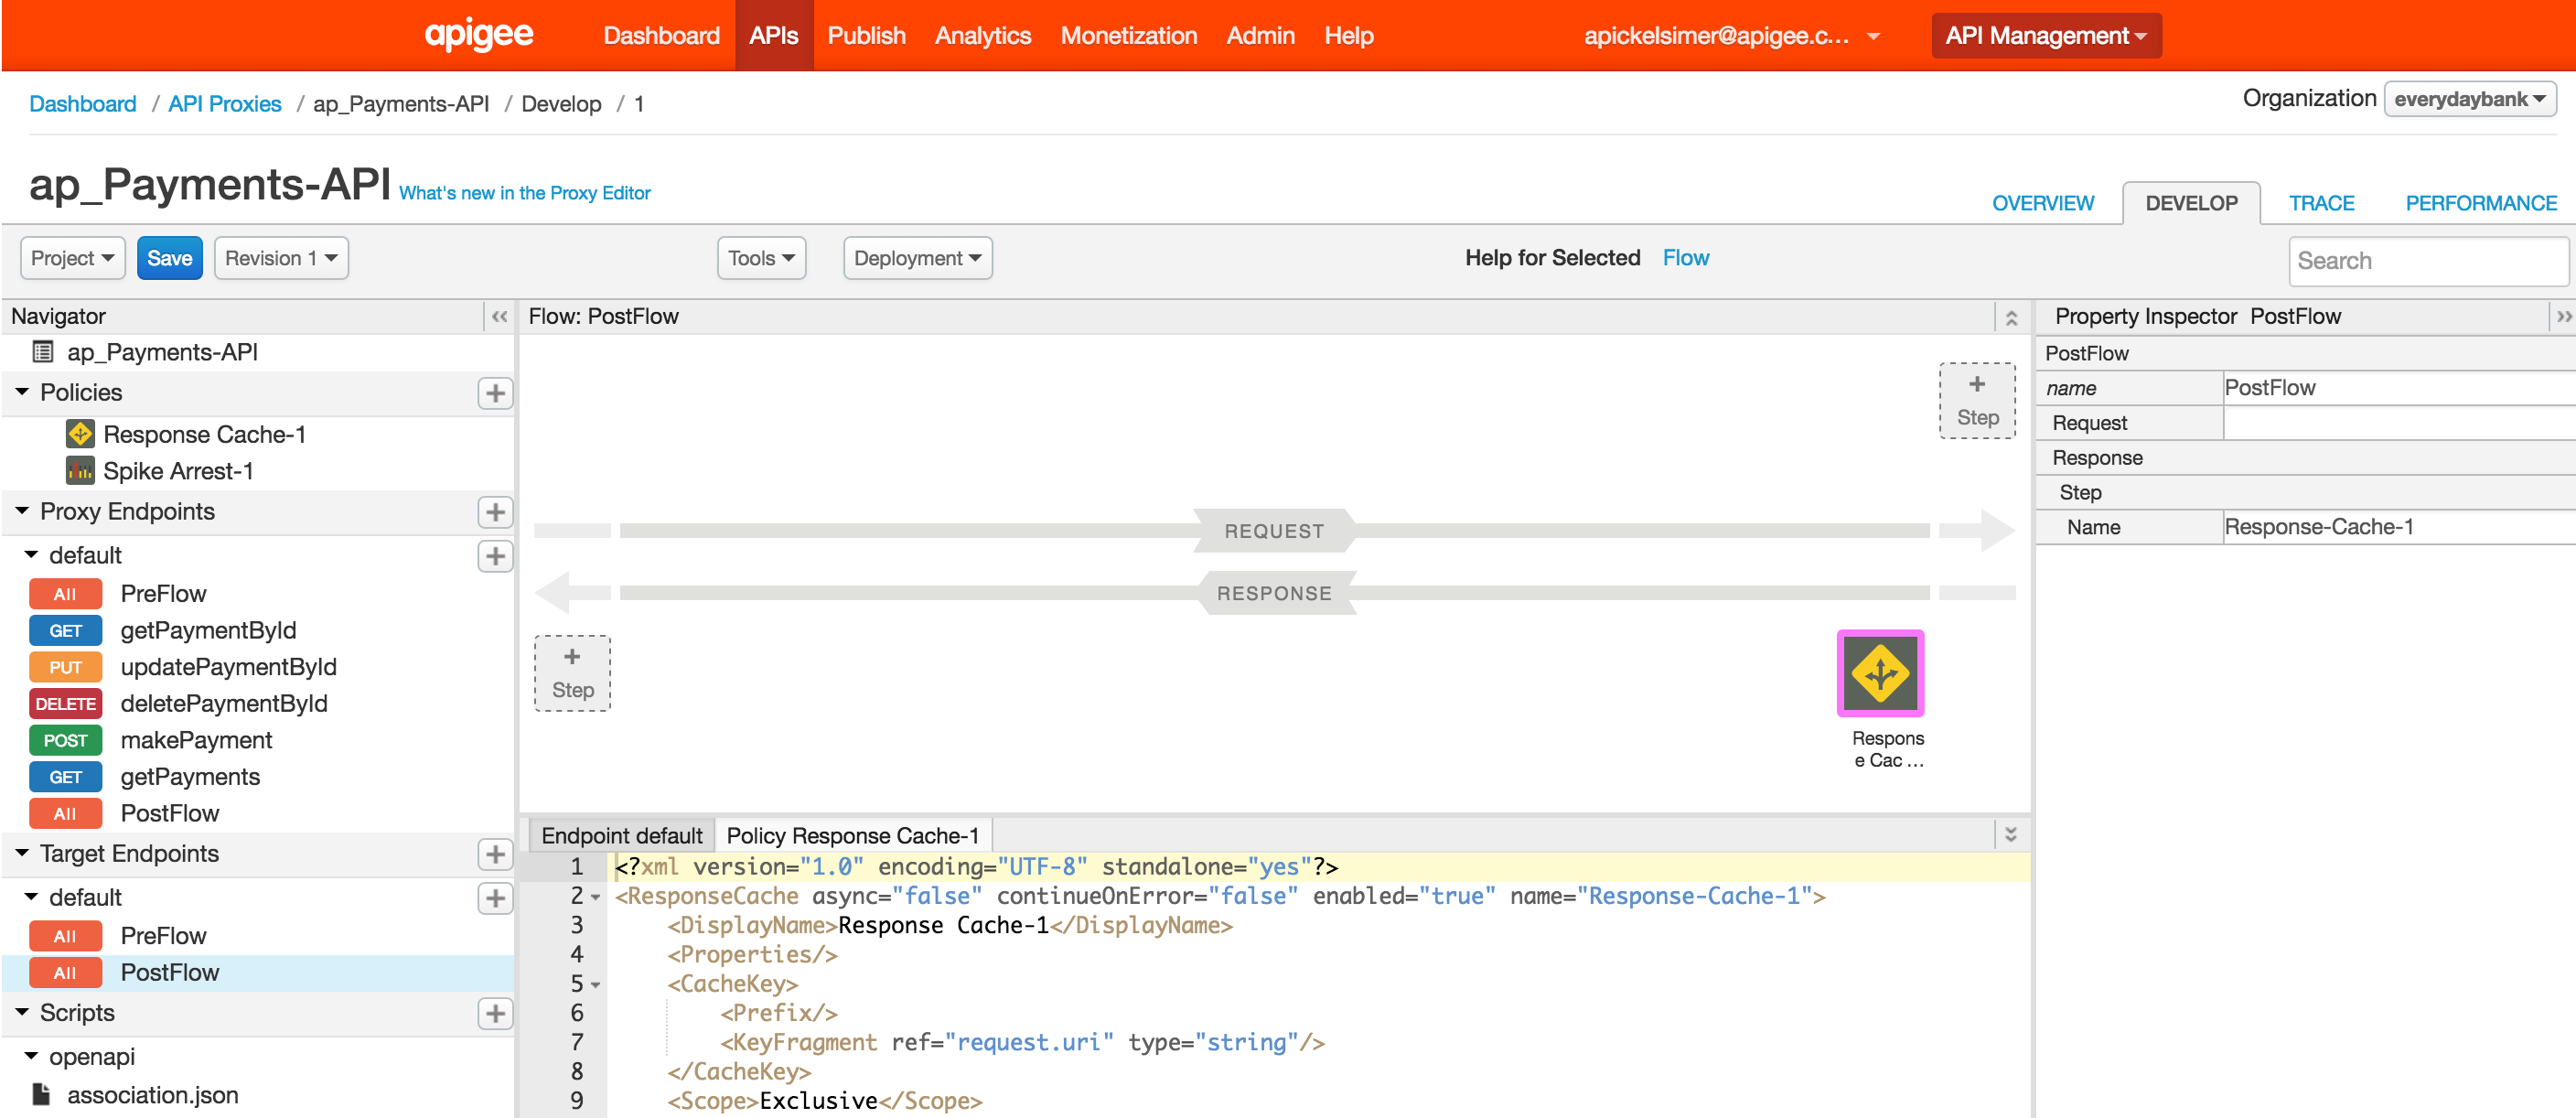 apigee Dashboard APIs Publish Analytics Monetization Admin Help apickelsimer@apigee.c... API Management
Dashboard / API Proxies / ap_Payments-API / Develop / 1
Organization everydaybank
ap_Payments-API What's new in the Proxy Editor
OVERVIEW DEVELOP TRACE PERFORMANCE
Project Save Revision 1 Tools Deployment Help for Selected Flow Search
Navigator
ap_Payments-API
Policies
Response Cache-1
Spike Arrest-1
Proxy Endpoints
default
All PreFlow
GET getPaymentById
PUT updatePaymentById
DELETE deletePaymentById
POST makePayment
GET getPayments
All PostFlow
Target Endpoints
default
All PreFlow
All PostFlow
Scripts
openapi
association.json
Flow: PostFlow
+
Step
REQUEST
RESPONSE
+
Step
Respons
e Cac ...
Endpoint default Policy Response Cache-1
1 <?xml version="1.0" encoding="UTF-8" standalone="yes"?>
2 <ResponseCache async="false" continueOnError="false" enabled="true" name="Response-Cache-1">
3 <DisplayName>Response Cache-1</DisplayName>
4 <Properties/>
5 <CacheKey>
6 <Prefix/>
7 <KeyFragment ref="request.uri" type="string"/>
8 </CacheKey>
9 <Scope>Exclusive</Scope>
Property Inspector PostFlow
PostFlow
name PostFlow
Request
Response
Step
Name Response-Cache-1